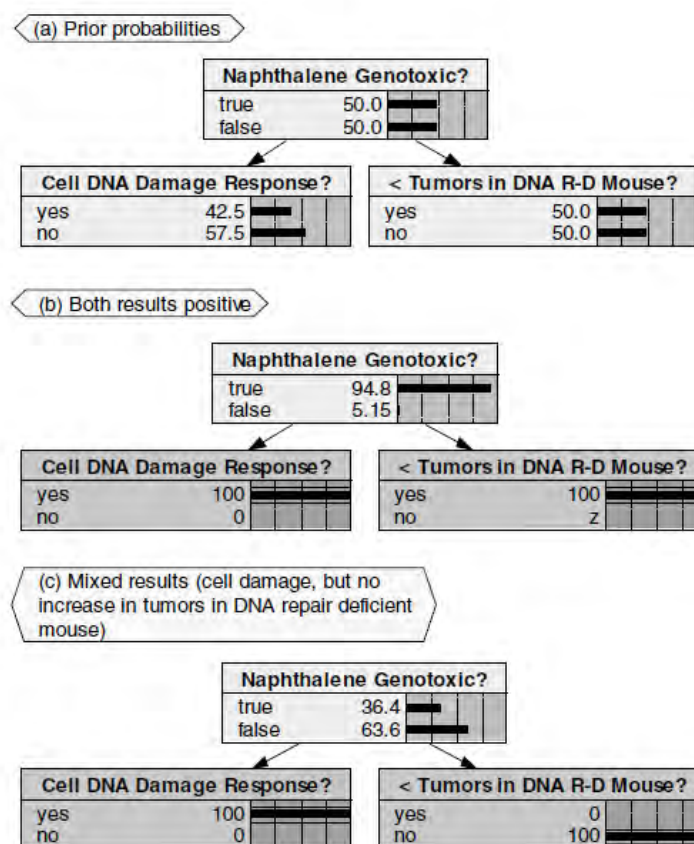 (a) Prior probabilities
Naphthalene Genotoxic?
true 50.0
false 50.0
Cell DNA Damage Response?
yes 42.5
no 57.5
< Tumors in DNA R-D Mouse?
yes 50.0
no 50.0
(b) Both results positive
Naphthalene Genotoxic?
true 94.8
false 5.15
Cell DNA Damage Response?
yes 100
no 0
< Tumors in DNA R-D Mouse?
yes 100
no z
(c) Mixed results (cell damage, but no
increase in tumors in DNA repair deficient
mouse)
Naphthalene Genotoxic?
true 36.4
false 63.6
Cell DNA Damage Response?
yes 100
no 0
< Tumors in DNA R-D Mouse?
yes 0
no 100